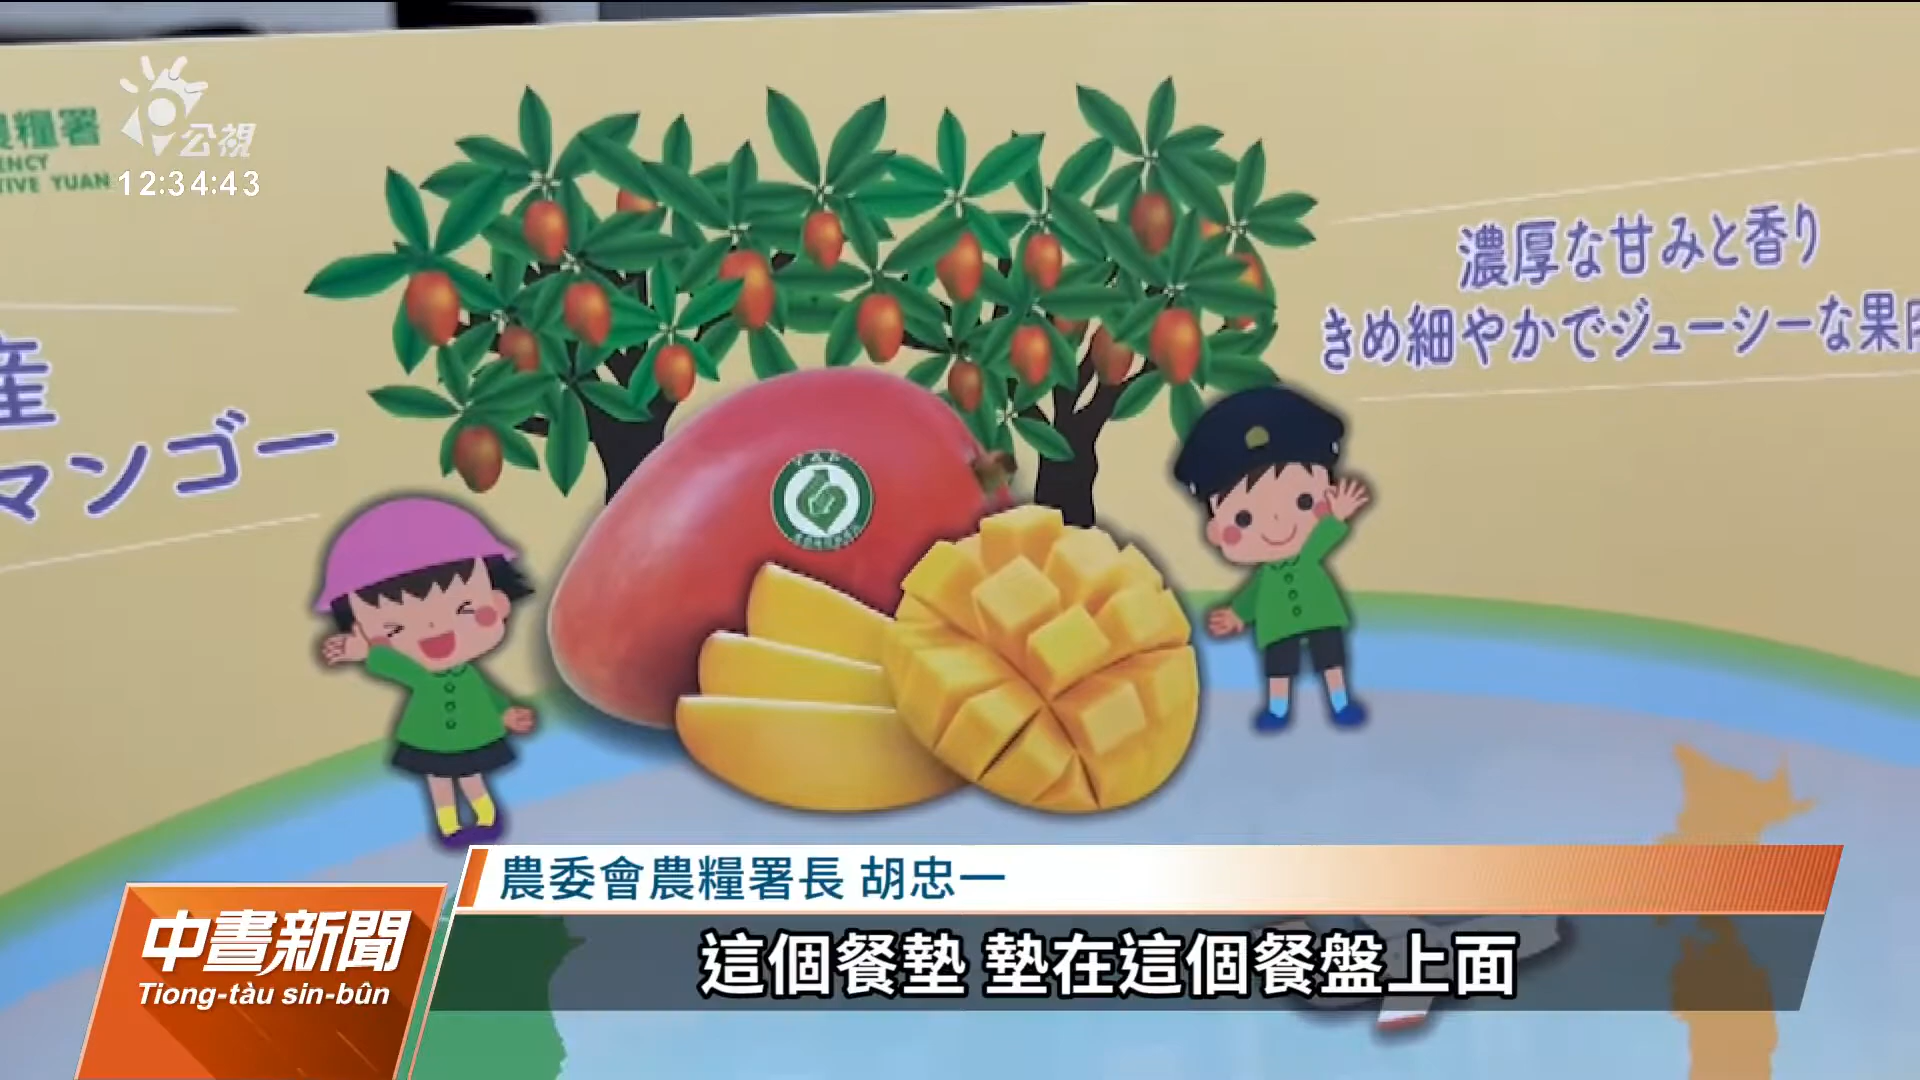 公視
12:34:43
農糧署
ENCY
TIVE YUAN
産
マンゴー
濃厚な甘みと香り
きめ細やかでジューシーな果肉
TAP
農委會農糧署長 胡忠一
這個餐墊 墊在這個餐盤上面
中晝新聞
Tiong-tàu sin-bûn